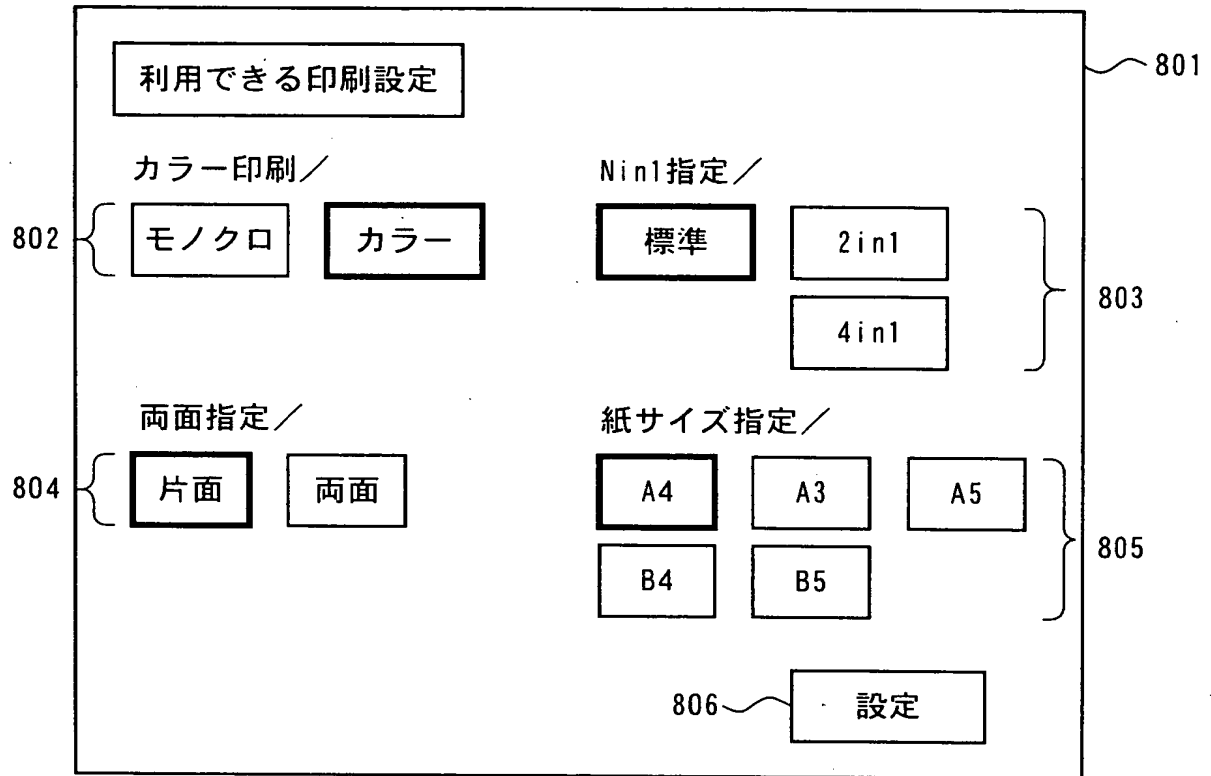 利用できる印刷設定
801
カラー印刷／
Nin1指定／
802
モノクロ
カラー
標準
2in1
4in1
803
両面指定／
紙サイズ指定／
804
片面
両面
A4
A3
A5
B4
B5
805
806
設定